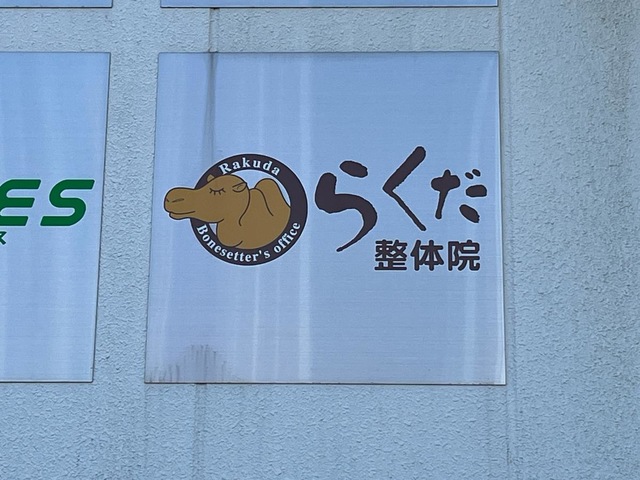 ES
Rakuda
Bonesetter's office
らくだ
整体院